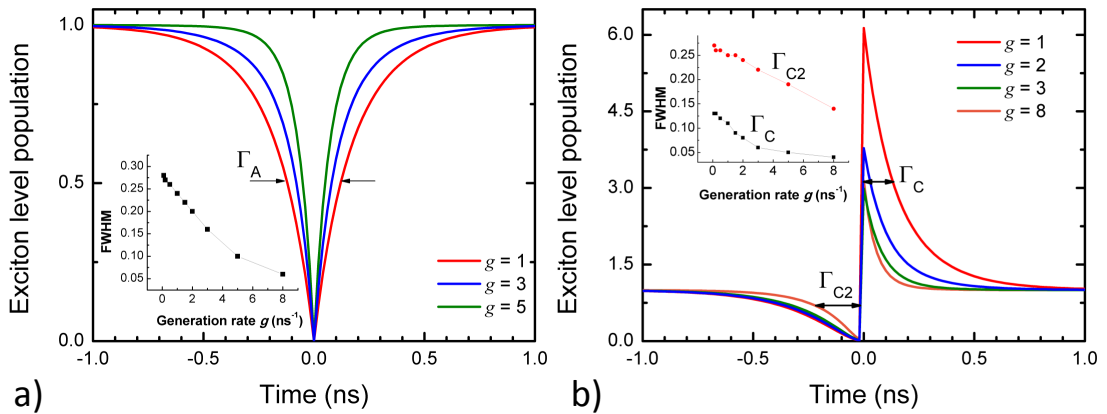 Exciton level population
1.0
0.5
0.0
-1.0
-0.5
0.0
0.5
1.0
Time (ns)
a)
Γ_A
g = 1
g = 3
g = 5
FWHM
0.30
0.25
0.20
0.15
0.10
0.05
0
2
4
6
8
Generation rate g (ns⁻¹)
Exciton level population
6.0
4.5
3.0
1.5
0.0
-1.0
-0.5
0.0
0.5
1.0
Time (ns)
b)
g = 1
g = 2
g = 3
g = 8
Γ_C
Γ_C2
FWHM
0.25
0.20
0.15
0.10
0.05
0
2
4
6
8
Generation rate g (ns⁻¹)
Γ_C2
Γ_C